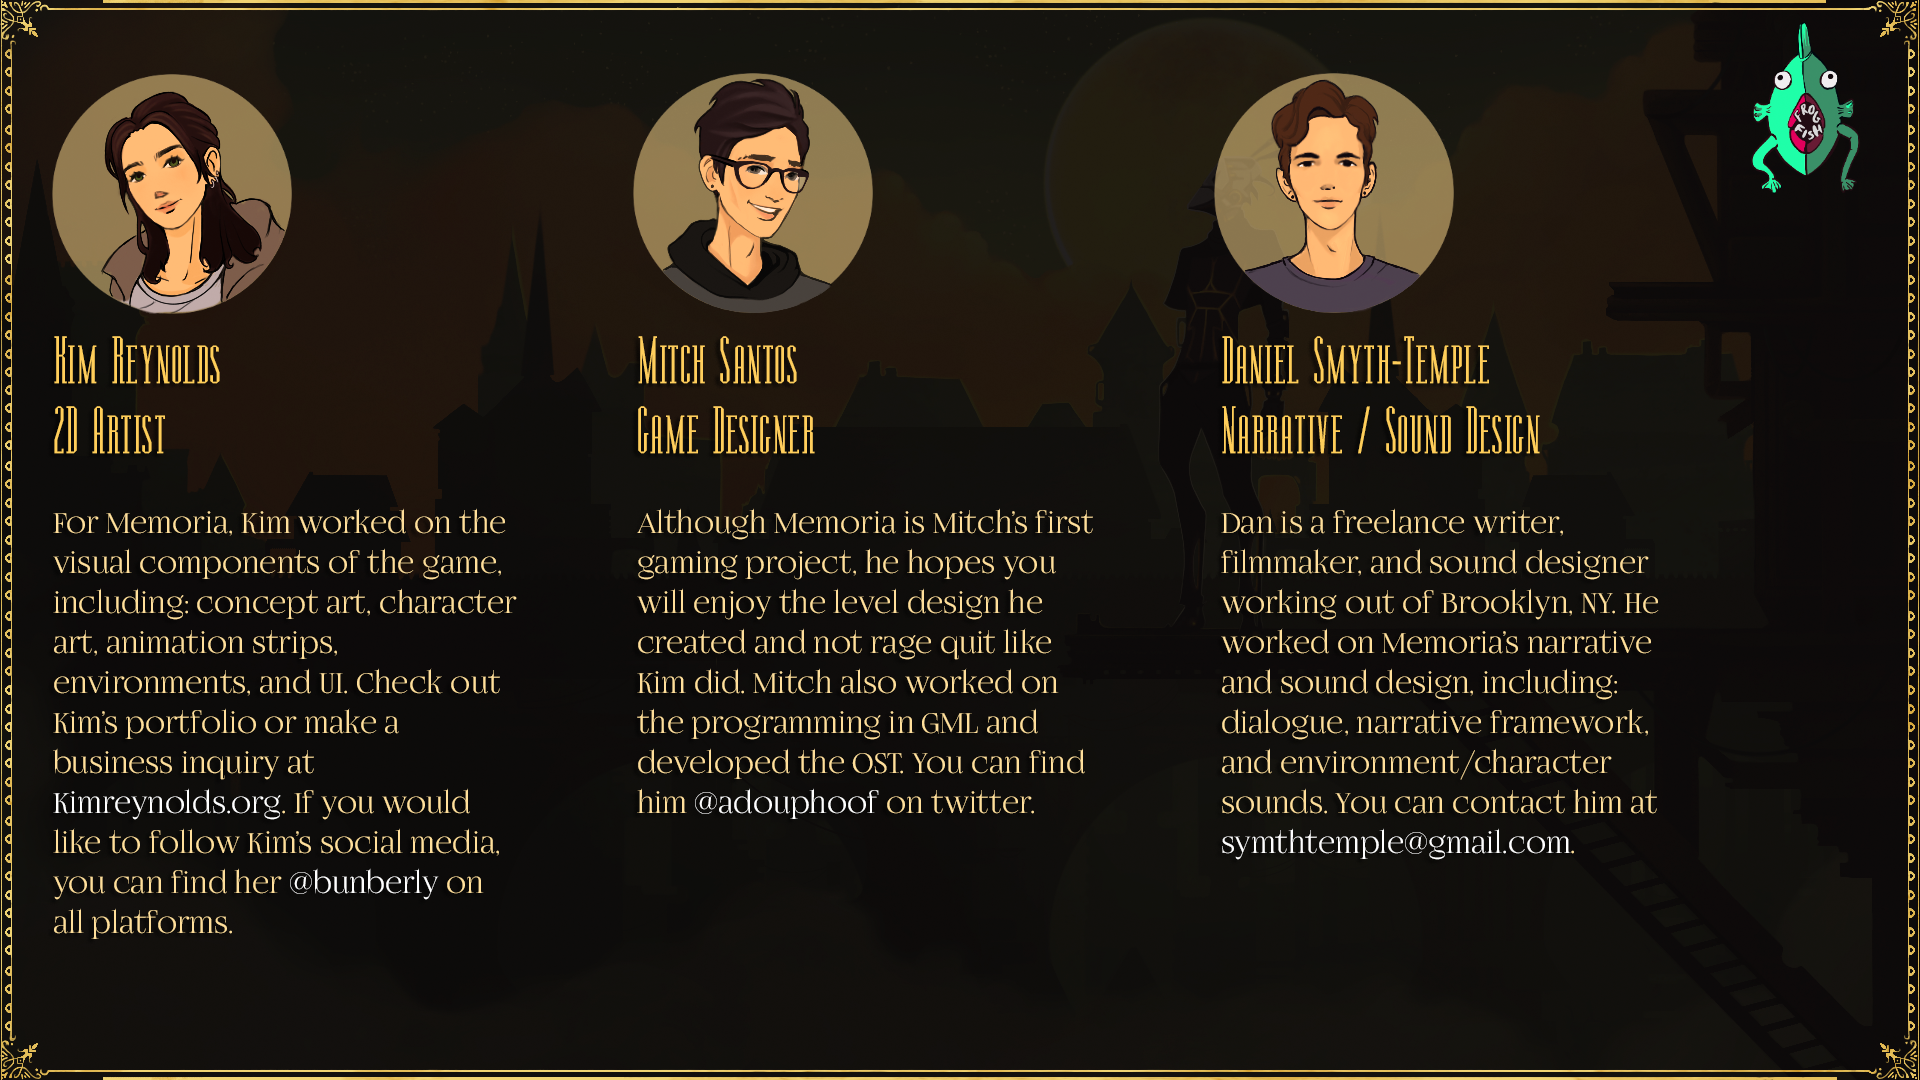 Kim Reynolds
2D Artist
For Memoria, Kim worked on the
visual components of the game,
including: concept art, character
art, animation strips,
environments, and UI. Check out
Kim's portfolio or make a
business inquiry at
Kimreynolds.org. If you would
like to follow Kim's social media,
you can find her @bunberly on
all platforms.
Mitch Santos
Game Designer
Although Memoria is Mitch's first
gaming project, he hopes you
will enjoy the level design he
created and not rage quit like
Kim did. Mitch also worked on
the programming in GML and
developed the OST. You can find
him @adouphoof on twitter.
Daniel Smyth-Temple
Narrative / Sound Design
Dan is a freelance writer,
filmmaker, and sound designer
working out of Brooklyn, NY. He
worked on Memoria's narrative
and sound design, including:
dialogue, narrative framework,
and environment/character
sounds. You can contact him at
symthtemple@gmail.com.
FROG
FISH